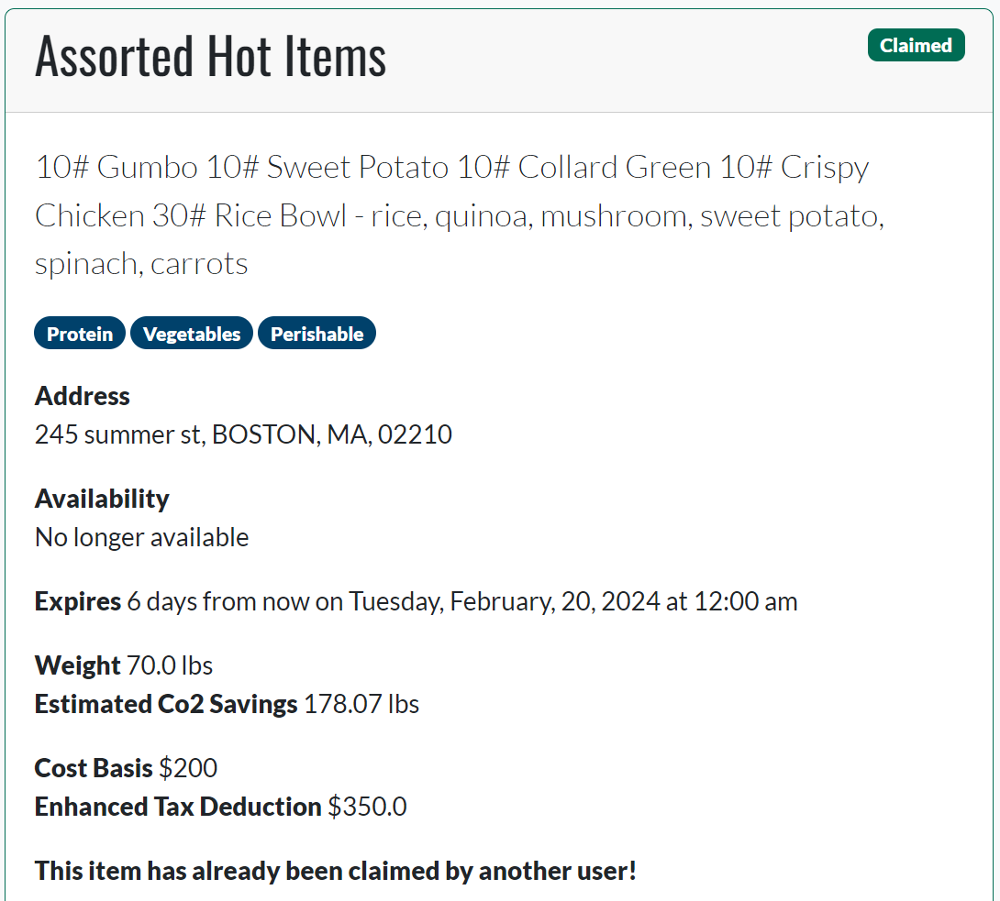 Assorted Hot Items
Claimed
10# Gumbo 10# Sweet Potato 10# Collard Green 10# Crispy
Chicken 30# Rice Bowl - rice, quinoa, mushroom, sweet potato,
spinach, carrots
Protein Vegetables Perishable
Address
245 summer st, BOSTON, MA, 02210
Availability
No longer available
Expires 6 days from now on Tuesday, February, 20, 2024 at 12:00 am
Weight 70.0 lbs
Estimated Co2 Savings 178.07 lbs
Cost Basis $200
Enhanced Tax Deduction $350.0
This item has already been claimed by another user!